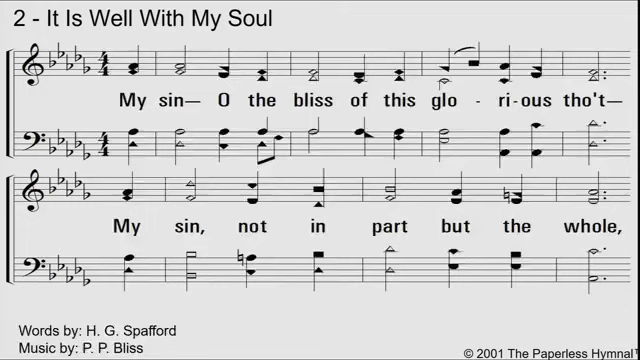 2 - It Is Well With My Soul
My sin— O the bliss of this glo - ri-ous tho't—
My sin, not in part but the whole,
Words by: H. G. Spafford
Music by: P. P. Bliss
© 2001 The Paperless Hymnal™